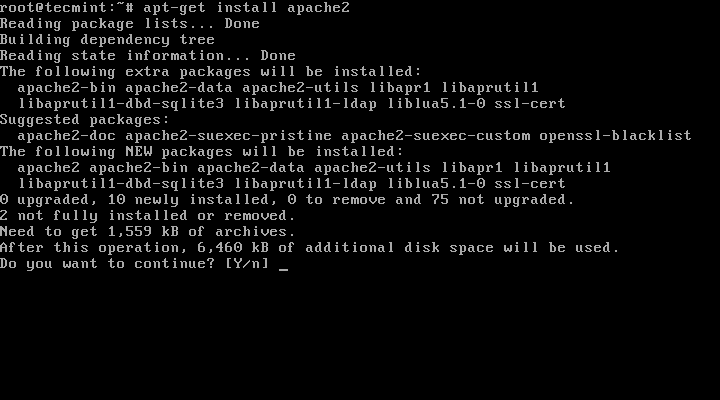 root@tecmint:~# apt-get install apache2
Reading package lists... Done
Building dependency tree
Reading state information... Done
The following extra packages will be installed:
  apache2-bin apache2-data apache2-utils libapr1 libaprutil1
  libaprutil1-dbd-sqlite3 libaprutil1-ldap liblua5.1-0 ssl-cert
Suggested packages:
  apache2-doc apache2-suexec-pristine apache2-suexec-custom openssl-blacklist
The following NEW packages will be installed:
  apache2 apache2-bin apache2-data apache2-utils libapr1 libaprutil1
  libaprutil1-dbd-sqlite3 libaprutil1-ldap liblua5.1-0 ssl-cert
0 upgraded, 10 newly installed, 0 to remove and 75 not upgraded.
2 not fully installed or removed.
Need to get 1,559 kB of archives.
After this operation, 6,460 kB of additional disk space will be used.
Do you want to continue? [Y/n] _